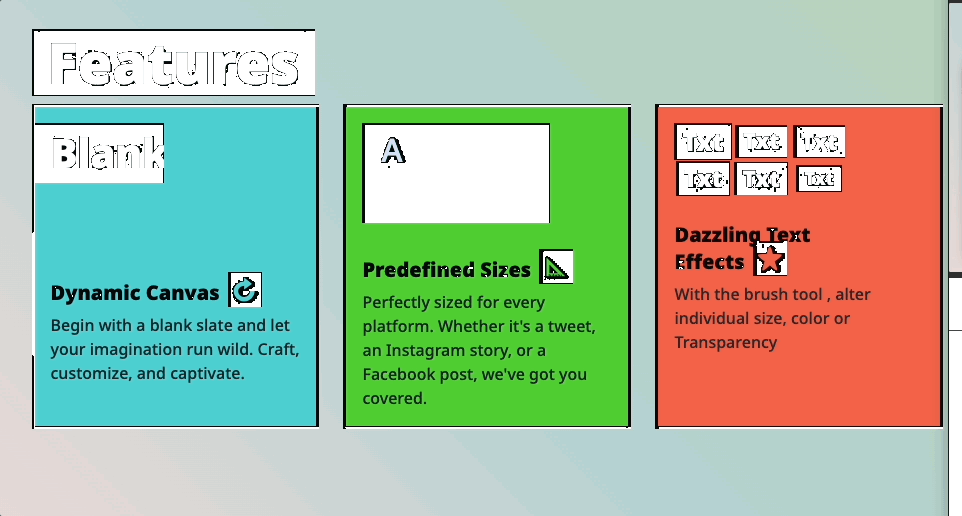 Features
Blank
Dynamic Canvas
Begin with a blank slate and let
your imagination run wild. Craft,
customize, and captivate.
A
Predefined Sizes
Perfectly sized for every
platform. Whether it's a tweet,
an Instagram story, or a
Facebook post, we've got you
covered.
Txt Txt Txt
Txt Txt Txt
Dazzling Text
Effects
With the brush tool , alter
individual size, color or
Transparency